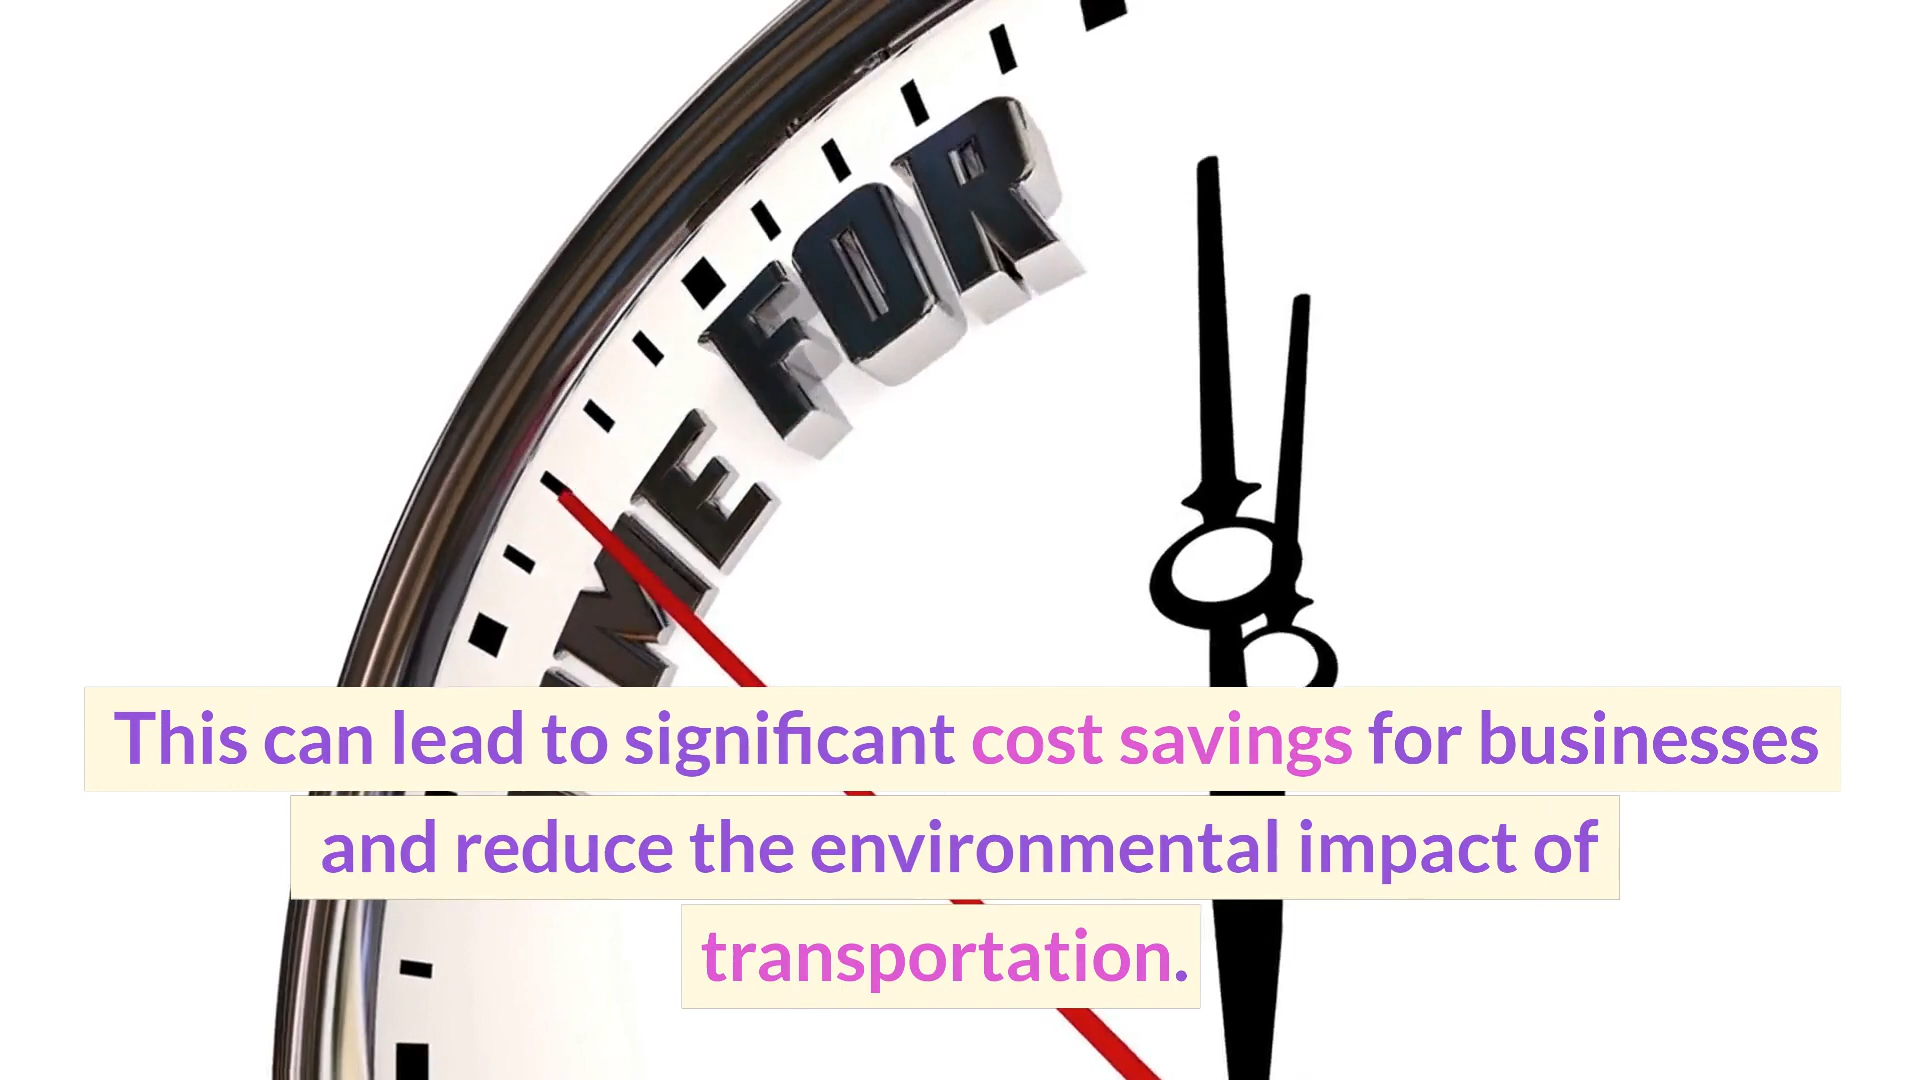 FOR
This can lead to significant cost savings for businesses
and reduce the environmental impact of
transportation.